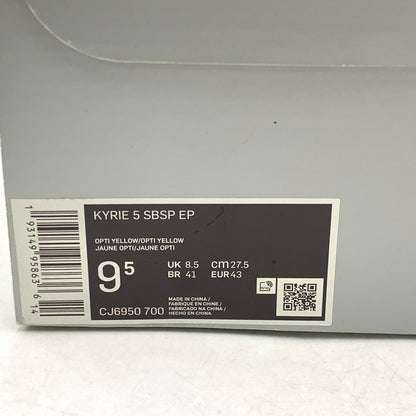 KYRIE 5 SBSP EP
OPTI YELLOW/OPTI YELLOW
JAUNE OPTI/JAUNE OPTI
9⁵
UK 8.5 CM 27.5
BR 41 EUR 43
MADE IN CHINA/
FABRIQUÉ EN CHINE/
FABRICADO NA CHINA/
HECHO EN CHINA
CJ6950 700
1 93149 95863 6 14